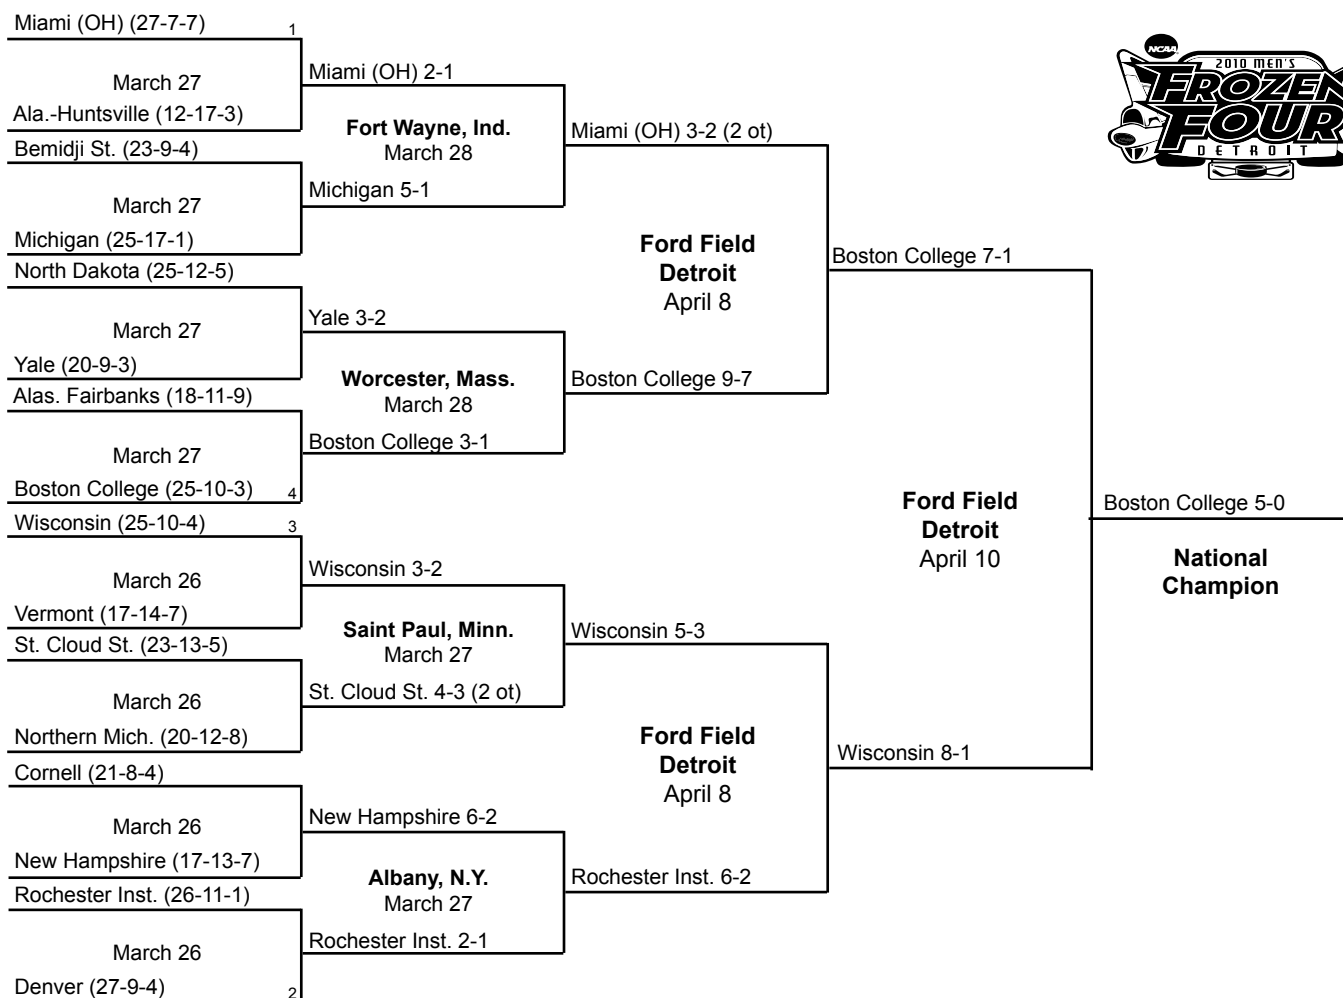 Miami (OH) (27-7-7) 1
March 27
Ala.-Huntsville (12-17-3)
Bemidji St. (23-9-4)
March 27
Michigan (25-17-1)
North Dakota (25-12-5)
March 27
Yale (20-9-3)
Alas. Fairbanks (18-11-9)
March 27
Boston College (25-10-3) 4
Wisconsin (25-10-4) 3
March 26
Vermont (17-14-7)
St. Cloud St. (23-13-5)
March 26
Northern Mich. (20-12-8)
Cornell (21-8-4)
March 26
New Hampshire (17-13-7)
Rochester Inst. (26-11-1)
March 26
Denver (27-9-4) 2
Miami (OH) 2-1
Fort Wayne, Ind.
March 28
Michigan 5-1
Yale 3-2
Worcester, Mass.
March 28
Boston College 3-1
Wisconsin 3-2
Saint Paul, Minn.
March 27
St. Cloud St. 4-3 (2 ot)
New Hampshire 6-2
Albany, N.Y.
March 27
Rochester Inst. 2-1
Miami (OH) 3-2 (2 ot)
Ford Field
Detroit
April 8
Boston College 9-7
Wisconsin 5-3
Ford Field
Detroit
April 8
Rochester Inst. 6-2
Boston College 7-1
Ford Field
Detroit
April 10
Wisconsin 8-1
Boston College 5-0
National
Champion
NCAA
2010 MEN'S
FROZEN
FOUR
DETROIT